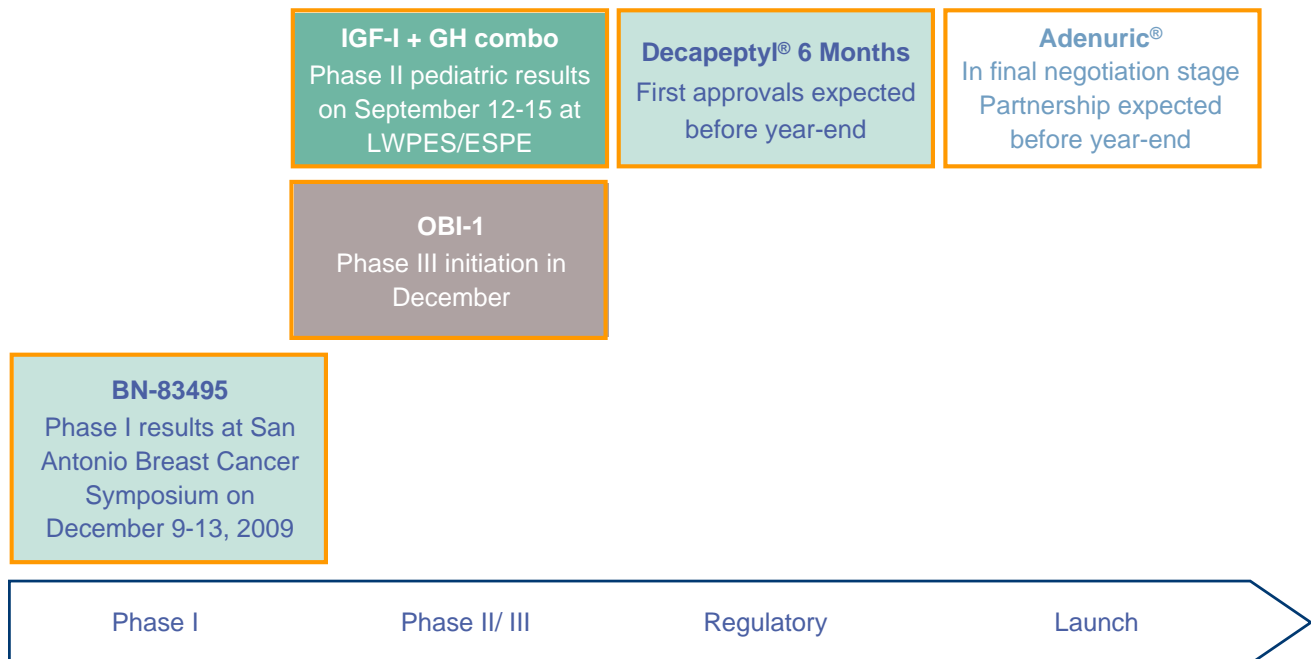 IGF-I + GH combo
Phase II pediatric results
on September 12-15 at
LWPES/ESPE
Decapeptyl® 6 Months
First approvals expected
before year-end
Adenuric®
In final negotiation stage
Partnership expected
before year-end
OBI-1
Phase III initiation in
December
BN-83495
Phase I results at San
Antonio Breast Cancer
Symposium on
December 9-13, 2009
Phase I
Phase II/ III
Regulatory
Launch